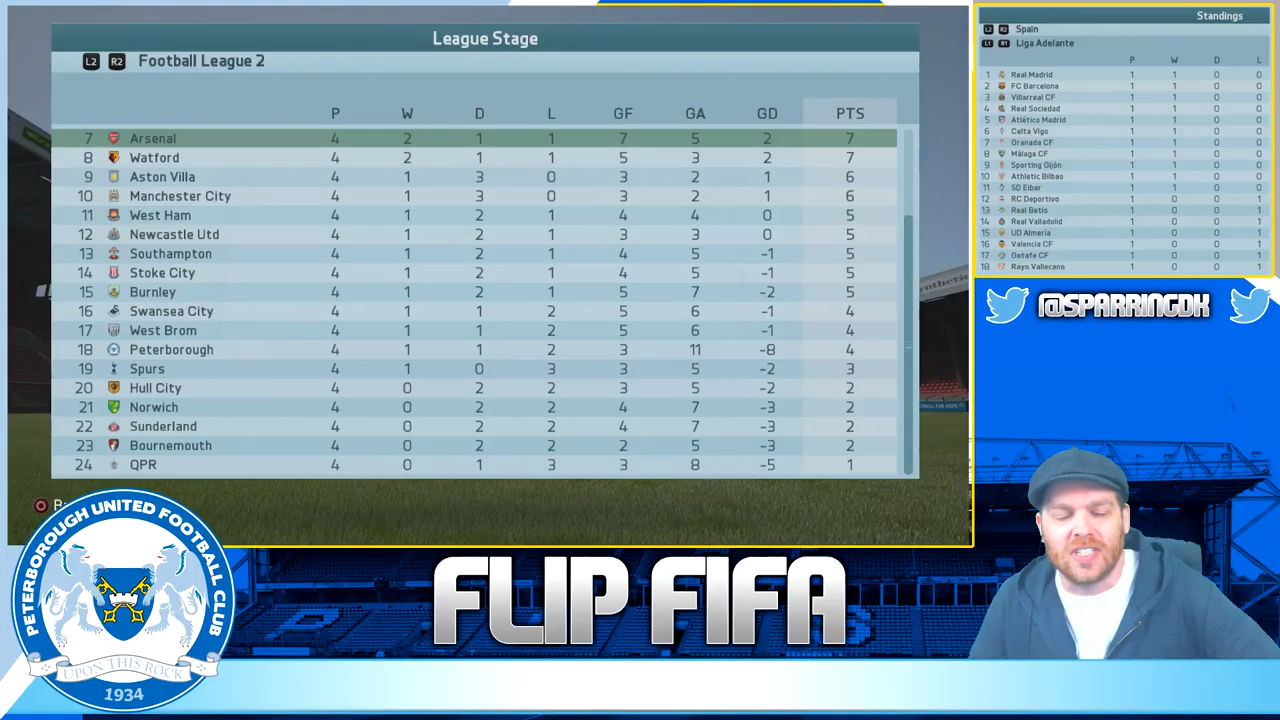 League Stage
L2 R2 Football League 2
P W D L GF GA GD PTS
7 Arsenal 4 2 1 1 7 5 2 7
8 Watford 4 2 1 1 5 3 2 7
9 Aston Villa 4 1 3 0 3 2 1 6
10 Manchester City 4 1 3 0 3 2 1 6
11 West Ham 4 1 2 1 4 4 0 5
12 Newcastle Utd 4 1 2 1 3 3 0 5
13 Southampton 4 1 2 1 4 5 -1 5
14 Stoke City 4 1 2 1 4 5 -1 5
15 Burnley 4 1 2 1 5 7 -2 5
16 Swansea City 4 1 1 2 5 6 -1 4
17 West Brom 4 1 1 2 5 6 -1 4
18 Peterborough 4 1 1 2 3 11 -8 4
19 Spurs 4 1 0 3 3 5 -2 3
20 Hull City 4 0 2 2 3 5 -2 2
21 Norwich 4 0 2 2 4 7 -3 2
22 Sunderland 4 0 2 2 4 7 -3 2
23 Bournemouth 4 0 2 2 2 5 -3 2
24 QPR 4 0 1 3 3 8 -5 1
Standings
L2 R2 Spain
L1 R1 Liga Adelante
P W D L
1 Real Madrid 1 1 0 0
2 FC Barcelona 1 1 0 0
3 Villarreal CF 1 1 0 0
4 Real Sociedad 1 1 0 0
5 Atlético Madrid 1 1 0 0
6 Celta Vigo 1 1 0 0
7 Granada CF 1 1 0 0
8 Málaga CF 1 1 0 0
9 Sporting Gijón 1 1 0 0
10 Athletic Bilbao 1 1 0 0
11 SD Eibar 1 1 0 0
12 RC Deportivo 1 0 0 1
13 Real Betis 1 0 0 1
14 Real Valladolid 1 0 0 1
15 UD Almería 1 0 0 1
16 Valencia CF 1 0 0 1
17 Getafe CF 1 0 0 1
18 Rayo Vallecano 1 0 0 1
@SPARRINGDK
PETERBOROUGH UNITED FOOTBALL CLUB
UPON THIS ROCK
1934
FLIP FIFA